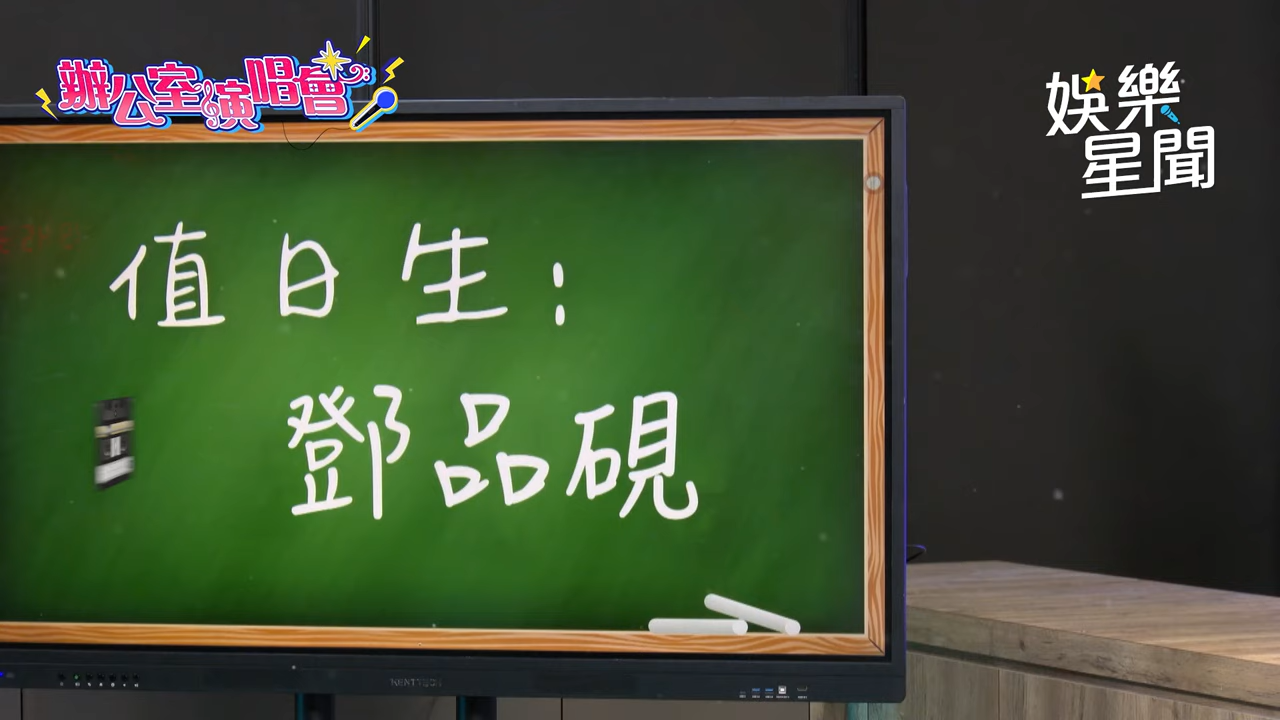 辦公室演唱會
娛樂
星聞
值日生：
鄧品硯